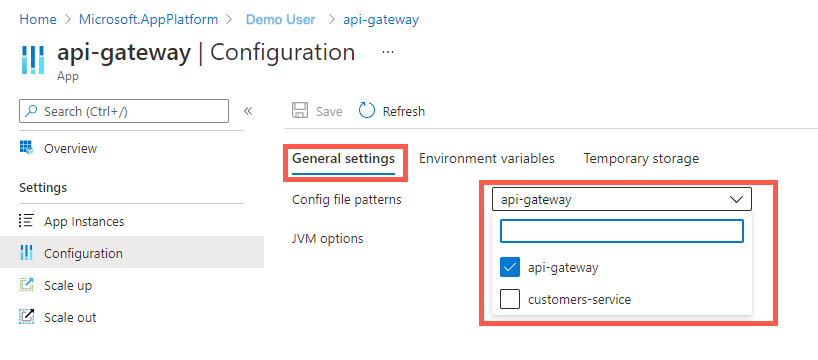 Home > Microsoft.AppPlatform > Demo User > api-gateway
api-gateway | Configuration ...
App
Search (Ctrl+/) «
Save Refresh
Overview
General settings Environment variables Temporary storage
Settings
Config file patterns api-gateway
App Instances
JVM options
Configuration
api-gateway
Scale up
customers-service
Scale out